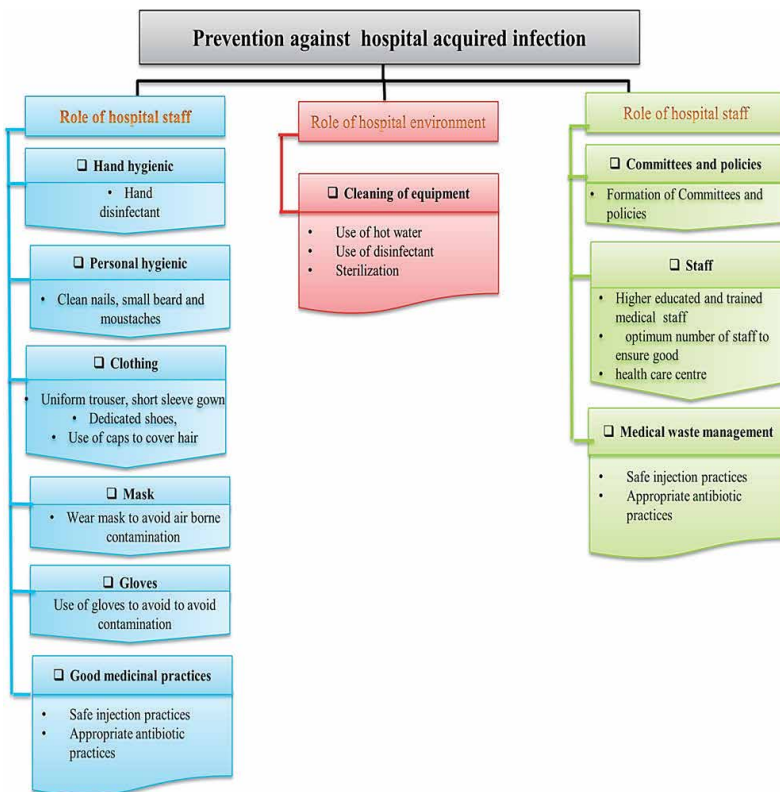 Prevention against hospital acquired infection
Role of hospital staff
❑ Hand hygienic
• Hand
disinfectant
❑ Personal hygienic
• Clean nails, small beard and
moustaches
❑ Clothing
• Uniform trouser, short sleeve gown
• Dedicated shoes,
• Use of caps to cover hair
❑ Mask
• Wear mask to avoid air borne
contamination
❑ Gloves
Use of gloves to avoid to avoid
contamination
❑ Good medicinal practices
• Safe injection practices
• Appropriate antibiotic
practices
Role of hospital environment
❑ Cleaning of equipment
• Use of hot water
• Use of disinfectant
• Sterilization
Role of hospital staff
❑ Committees and policies
• Formation of Committees and
policies
❑ Staff
• Higher educated and trained
medical staff
• optimum number of staff to
ensure good
• health care centre
❑ Medical waste management
• Safe injection practices
• Appropriate antibiotic
practices